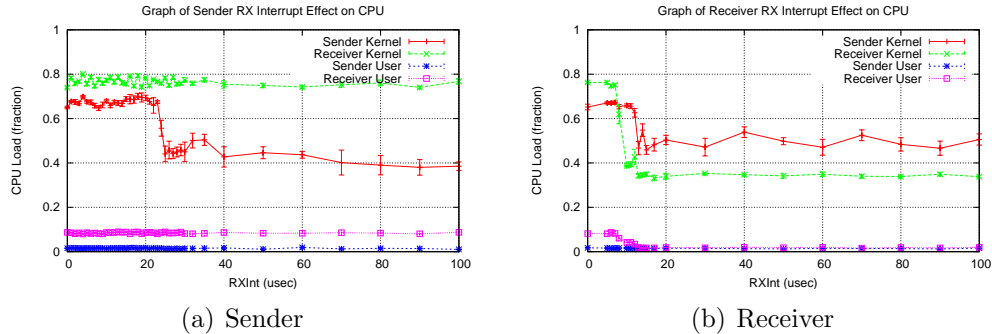 Graph of Sender RX Interrupt Effect on CPU
CPU Load (fraction)
1
0.8
0.6
0.4
0.2
0
Sender Kernel
Receiver Kernel
Sender User
Receiver User
0 20 40 60 80 100
RXInt (usec)
(a) Sender
Graph of Receiver RX Interrupt Effect on CPU
CPU Load (fraction)
1
0.8
0.6
0.4
0.2
0
Sender Kernel
Receiver Kernel
Sender User
Receiver User
0 20 40 60 80 100
RXInt (usec)
(b) Receiver